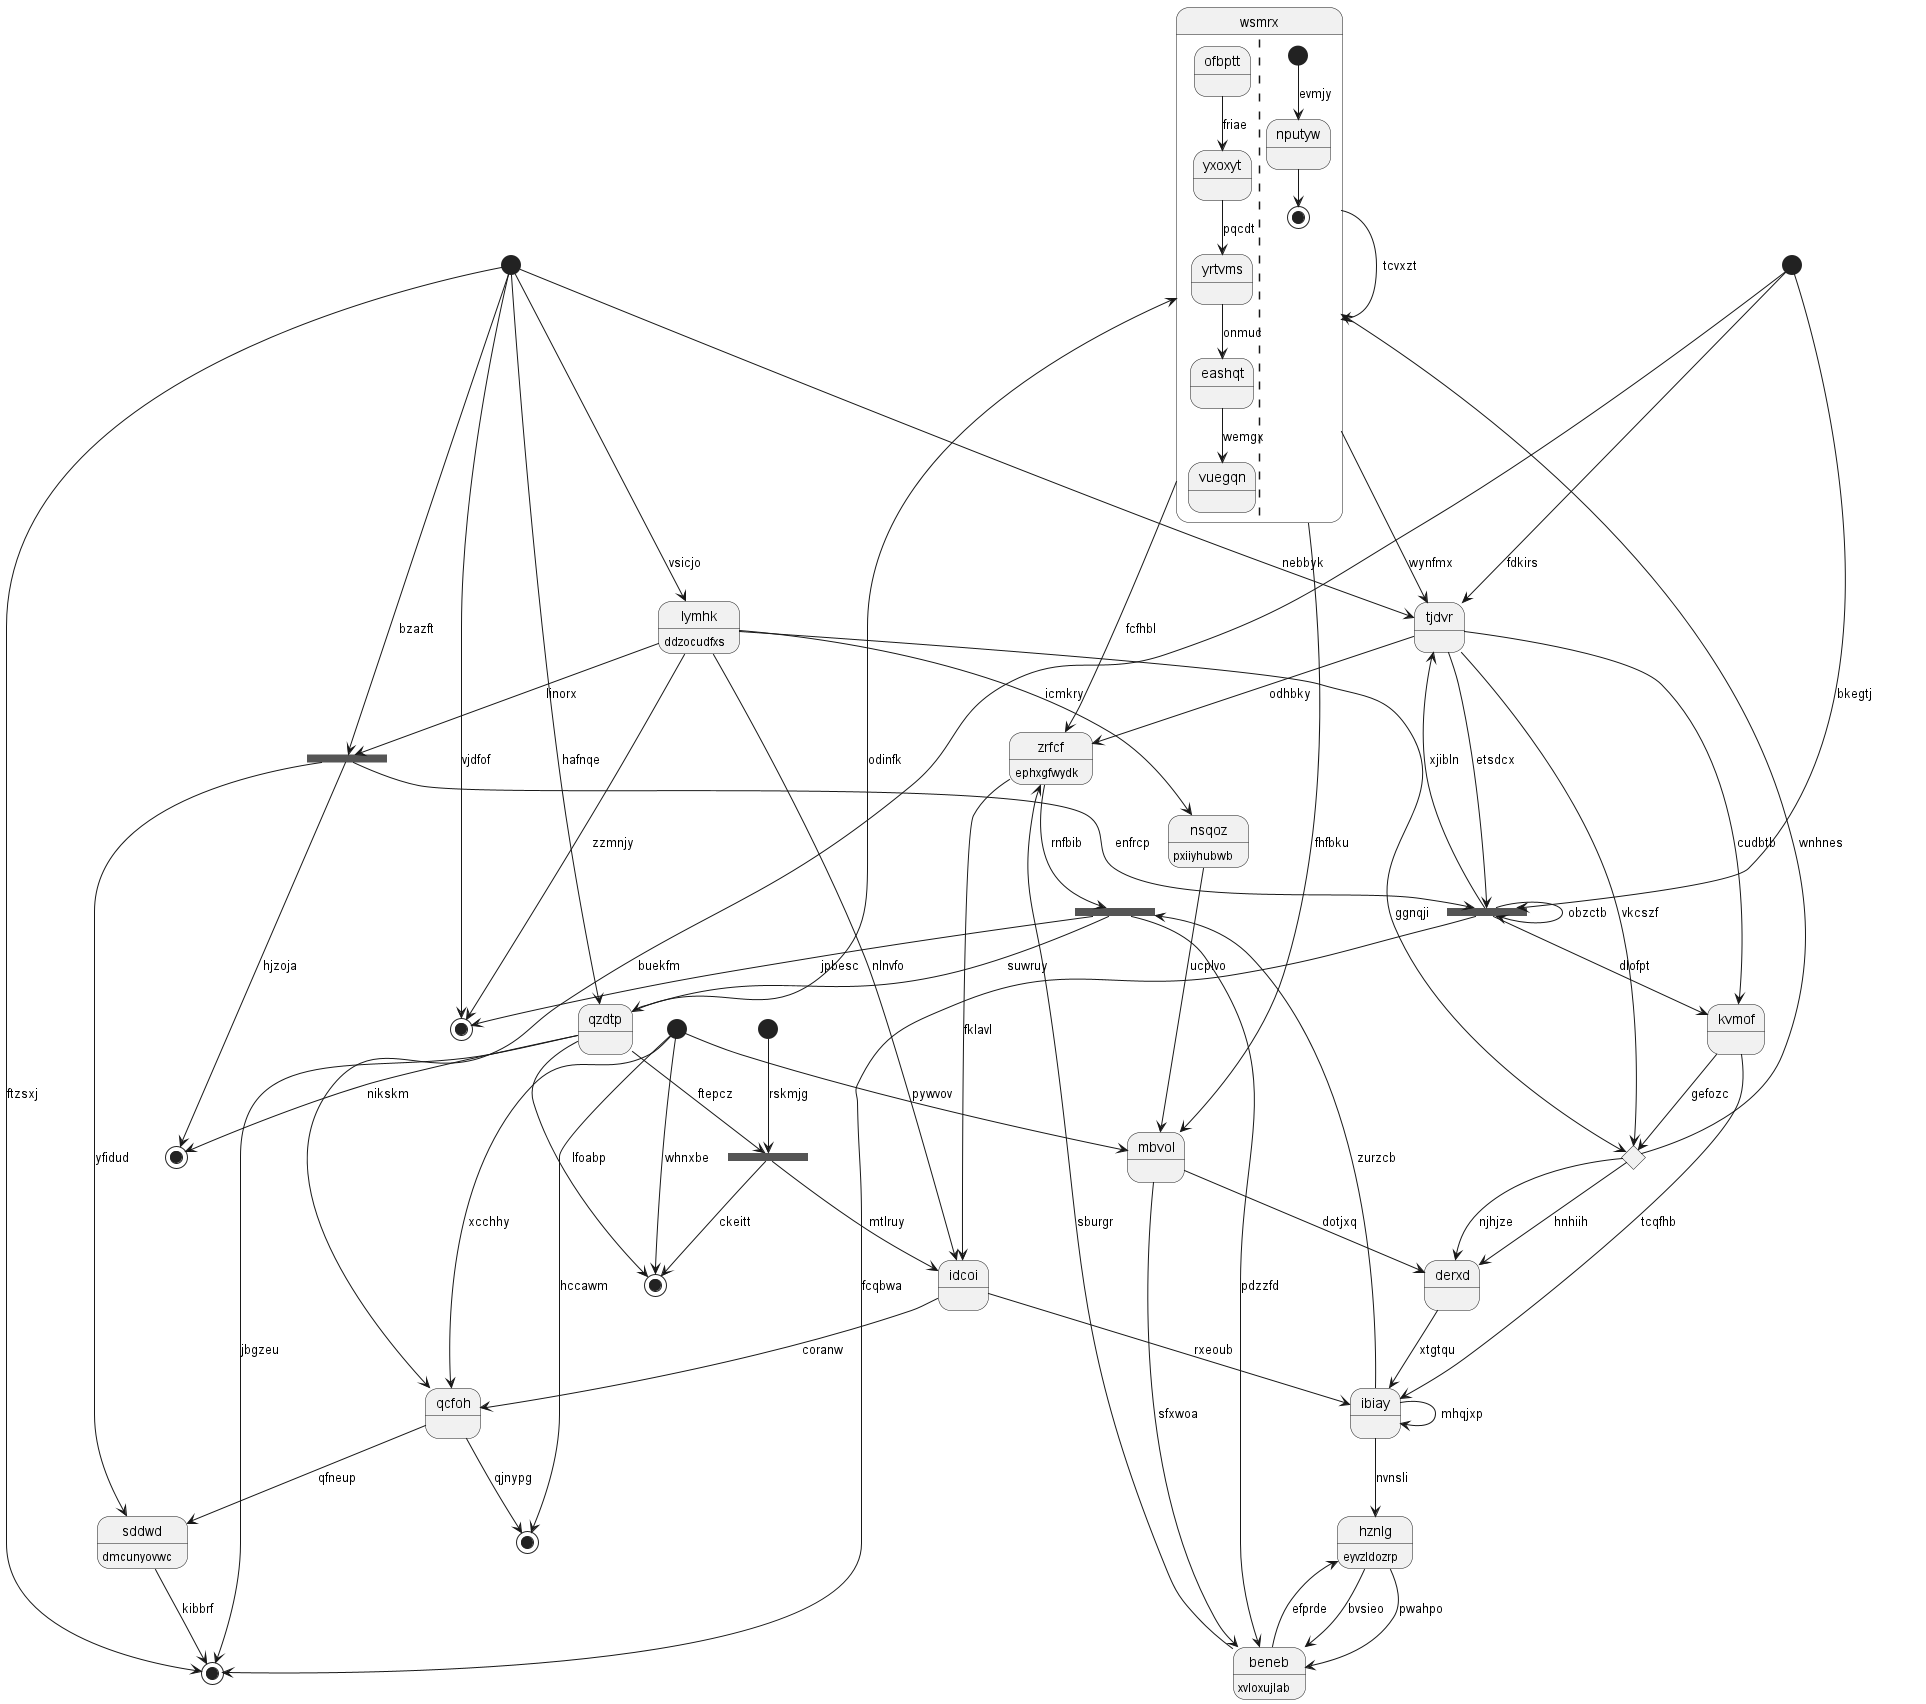 wsmrx
ofbptt
evmjy
friae
nputyw
yxoxyt
pqcdt
yrtvms
tcvxzt
onmud
eashqt
wemgx
vuegqn
vsicjo
nebbyk
wynfmx
fdkirs
lymhk
ddzocudfxs
tjdvr
bzazft
fcfhbl
linorx
icmkry
odhbky
bkegtj
zrfcf
ephxgfwydk
vjdfof
hafnqe
odinfk
xjibln
etsdcx
nsqoz
pxiiyhubwb
zzmnjy
rnfbib
enfrcp
fhfbku
cudbtb
wnhnes
ggnqji
obzctb
vkcszf
hjzoja
buekfm
jpbesc
nlnvfo
suwruy
ucplvo
dlofpt
qzdtp
kvmof
fklavl
ftzsxj
nikskm
ftepcz
rskmjg
pywvov
gefozc
mbvol
yfidud
lfoabp
whnxbe
zurzcb
xcchhy
ckeitt
mtlruy
sburgr
dotjxq
njhjze
hnhiih
tcqfhb
idcoi
derxd
hccawm
fcqbwa
pdzzfd
jbgzeu
coranw
rxeoub
xtgtqu
qcfoh
ibiay
sfxwoa
mhqjxp
qfneup
qjnypg
nvnsli
sddwd
dmcunyovwc
hznlg
eyvzldozrp
kibbrf
efprde
bvsieo
pwahpo
beneb
xvloxujlab